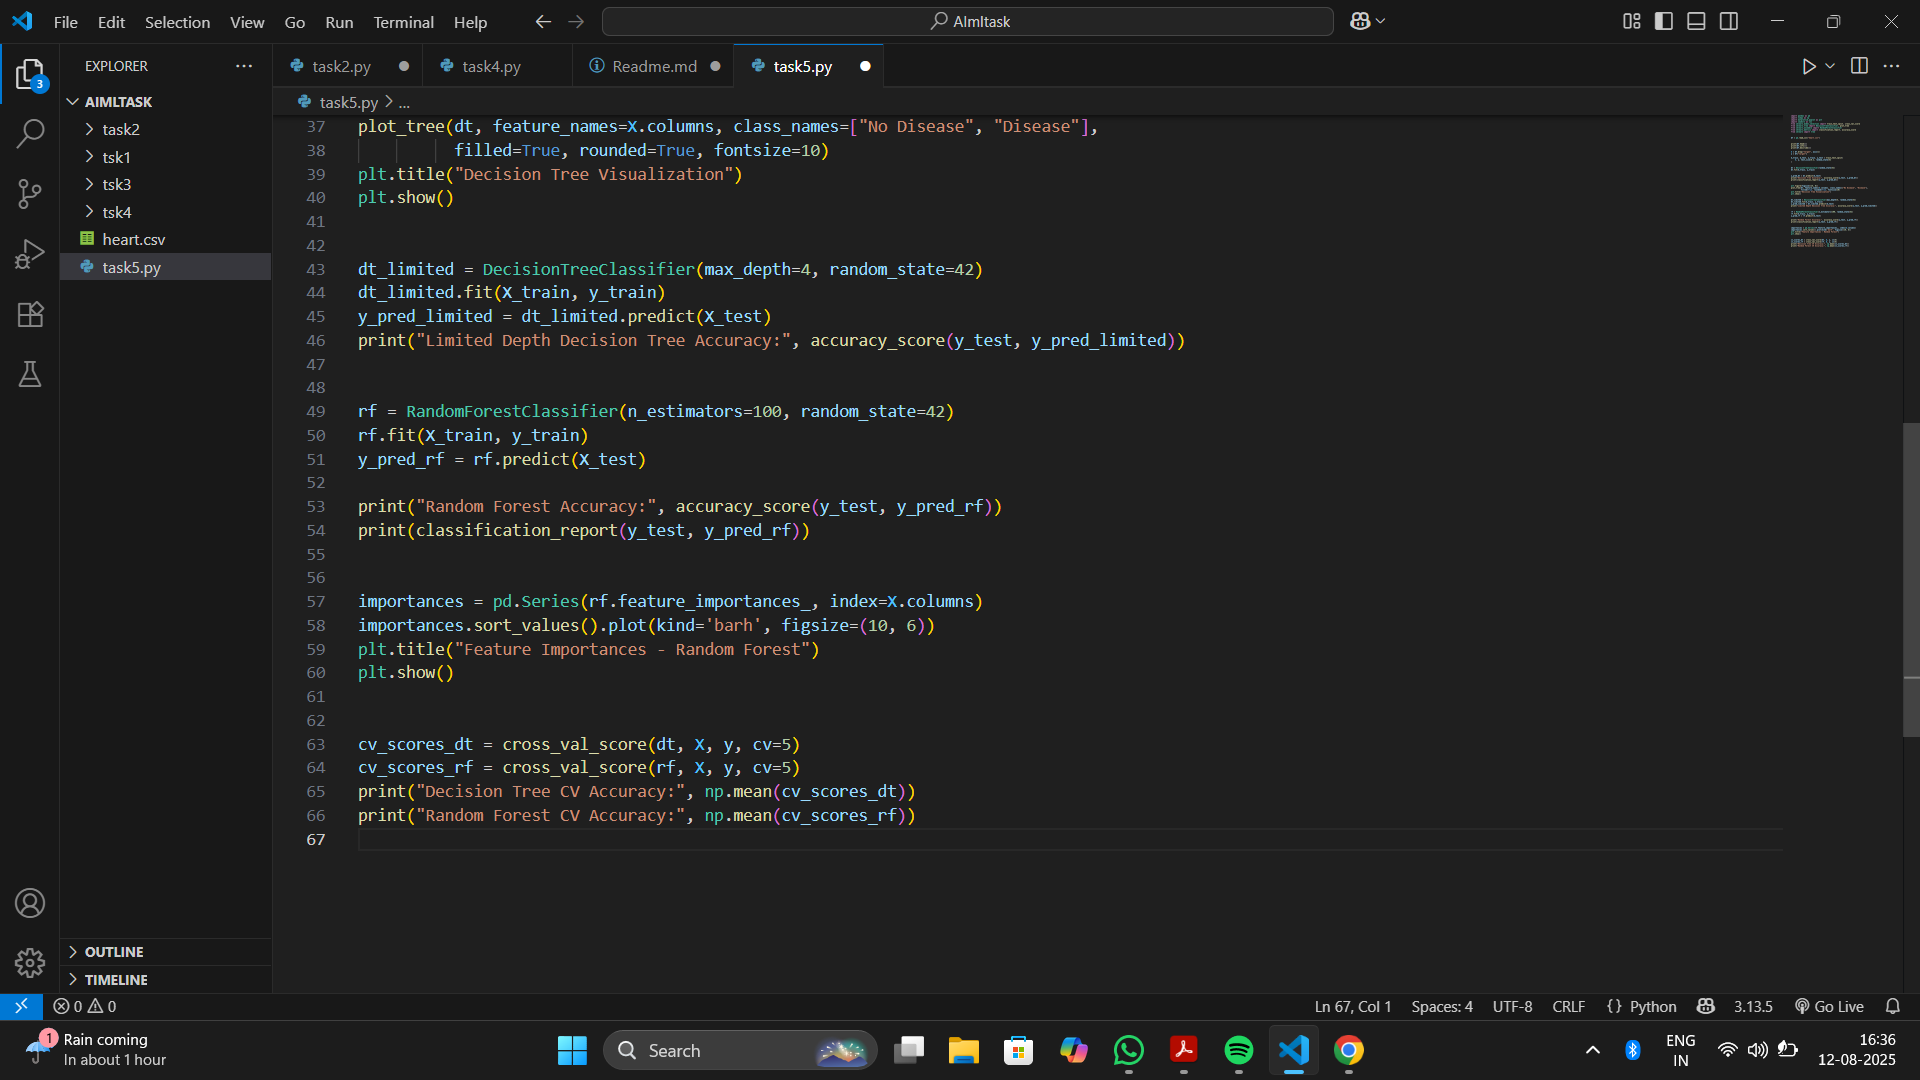 File Edit Selection View Go Run Terminal Help
AImltask
EXPLORER
AIMLTASK
task2
tsk1
tsk3
tsk4
heart.csv
task5.py
OUTLINE
TIMELINE
3
task2.py
task4.py
Readme.md
task5.py
task5.py > ...
37 plot_tree(dt, feature_names=X.columns, class_names=["No Disease", "Disease"],
38 filled=True, rounded=True, fontsize=10)
39 plt.title("Decision Tree Visualization")
40 plt.show()
41
42
43 dt_limited = DecisionTreeClassifier(max_depth=4, random_state=42)
44 dt_limited.fit(X_train, y_train)
45 y_pred_limited = dt_limited.predict(X_test)
46 print("Limited Depth Decision Tree Accuracy:", accuracy_score(y_test, y_pred_limited))
47
48
49 rf = RandomForestClassifier(n_estimators=100, random_state=42)
50 rf.fit(X_train, y_train)
51 y_pred_rf = rf.predict(X_test)
52
53 print("Random Forest Accuracy:", accuracy_score(y_test, y_pred_rf))
54 print(classification_report(y_test, y_pred_rf))
55
56
57 importances = pd.Series(rf.feature_importances_, index=X.columns)
58 importances.sort_values().plot(kind='barh', figsize=(10, 6))
59 plt.title("Feature Importances - Random Forest")
60 plt.show()
61
62
63 cv_scores_dt = cross_val_score(dt, X, y, cv=5)
64 cv_scores_rf = cross_val_score(rf, X, y, cv=5)
65 print("Decision Tree CV Accuracy:", np.mean(cv_scores_dt))
66 print("Random Forest CV Accuracy:", np.mean(cv_scores_rf))
67
0 0
Ln 67, Col 1 Spaces: 4 UTF-8 CRLF {} Python 3.13.5 Go Live
1
Rain coming
In about 1 hour
Search
ENG
IN
16:36
12-08-2025